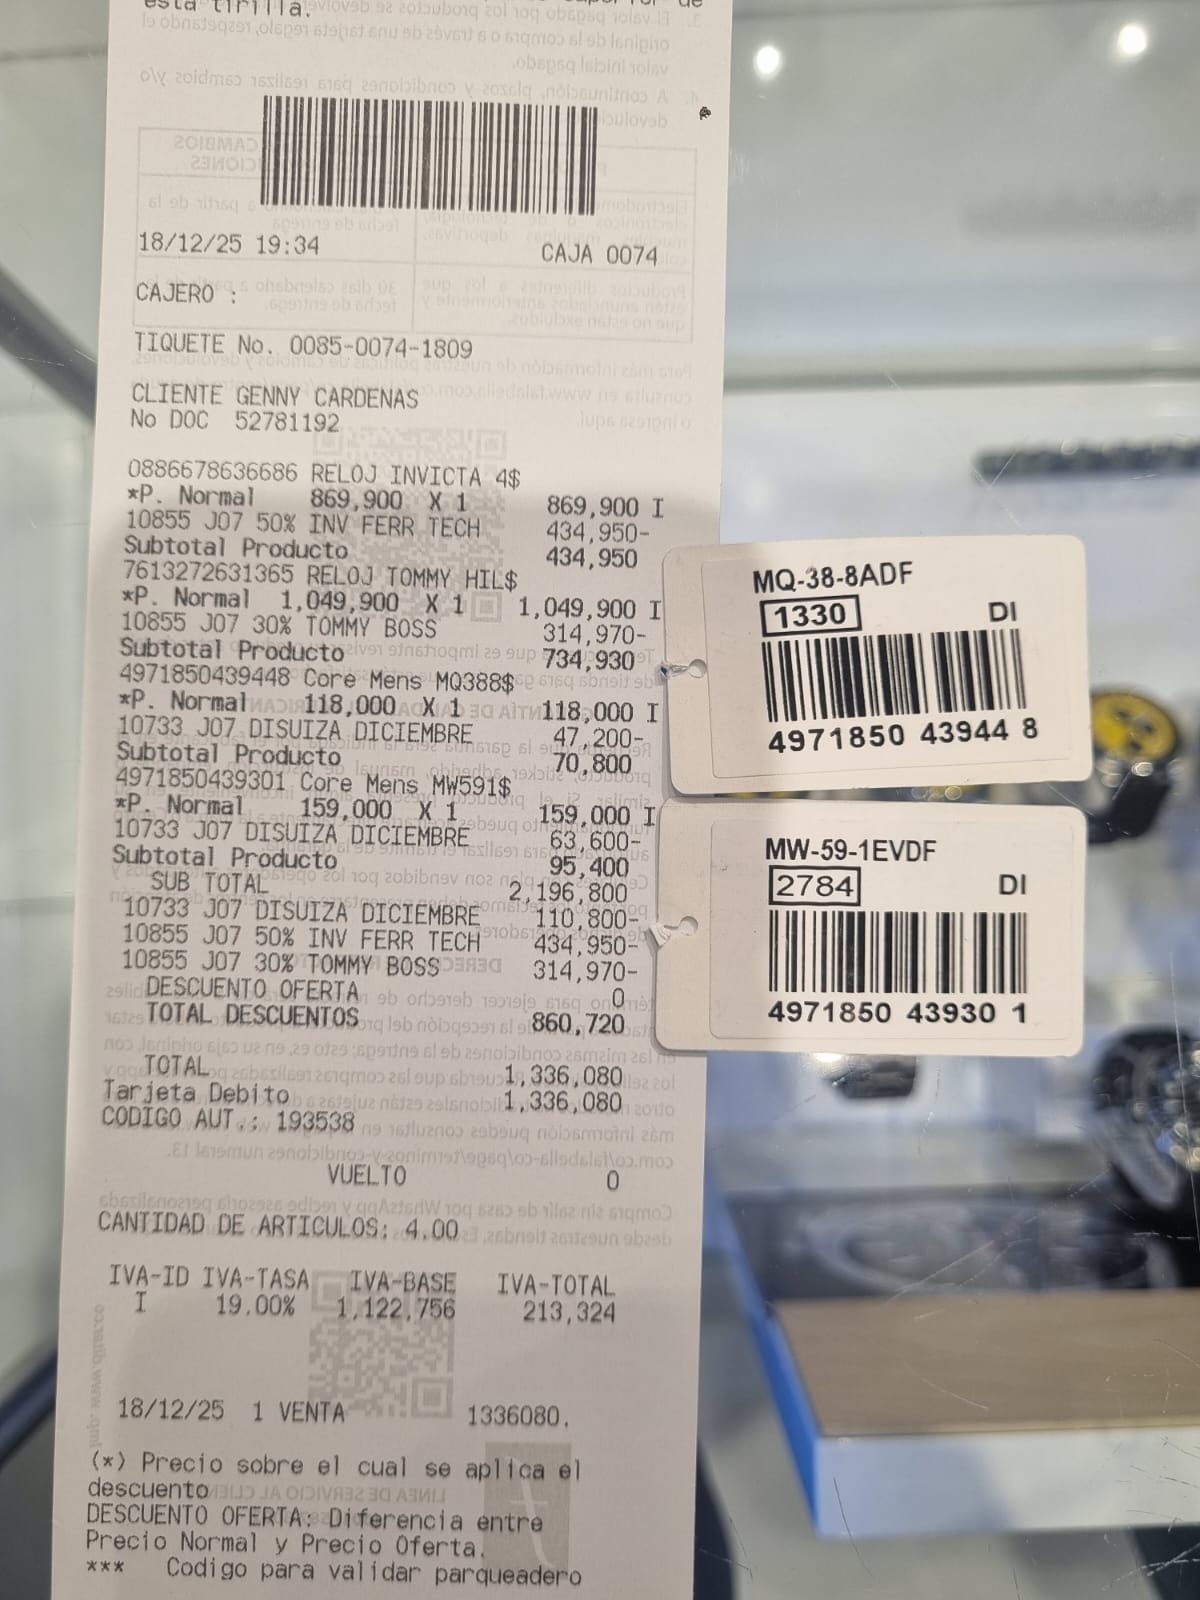 esta tirilla.
18/12/25 19:34 CAJA 0074
CAJERO :
TIQUETE No. 0085-0074-1809
CLIENTE GENNY CARDENAS
No DOC 52781192
0886678636686 RELOJ INVICTA 4$
*P. Normal 869,900 X 1 869,900 I
10855 J07 50% INV FERR TECH 434,950-
Subtotal Producto 434,950
7613272631365 RELOJ TOMMY HIL$
*P. Normal 1,049,900 X 1 1,049,900 I
10855 J07 30% TOMMY BOSS 314,970-
Subtotal Producto 734,930
4971850439448 Core Mens MQ388$
*P. Normal 118,000 X 1 118,000 I
10733 J07 DISUIZA DICIEMBRE 47,200-
Subtotal Producto 70,800
4971850439301 Core Mens MW591$
*P. Normal 159,000 X 1 159,000 I
10733 J07 DISUIZA DICIEMBRE 63,600-
Subtotal Producto 95,400
SUB TOTAL 2,196,800
10733 J07 DISUIZA DICIEMBRE 110,800-
10855 J07 50% INV FERR TECH 434,950-
10855 J07 30% TOMMY BOSS 314,970-
DESCUENTO OFERTA 0
TOTAL DESCUENTOS 860,720
TOTAL 1,336,080
Tarjeta Debito 1,336,080
CODIGO AUT.: 193538
VUELTO 0
CANTIDAD DE ARTICULOS: 4.00
IVA-ID IVA-TASA IVA-BASE IVA-TOTAL
I 19.00% 1,122,756 213,324
18/12/25 1 VENTA 1336080.
(*) Precio sobre el cual se aplica el
descuento
DESCUENTO OFERTA: Diferencia entre
Precio Normal y Precio Oferta.
*** Codigo para validar parqueadero
MQ-38-8ADF
1330 DI
4971850 43944 8
MW-59-1EVDF
2784 DI
4971850 43930 1